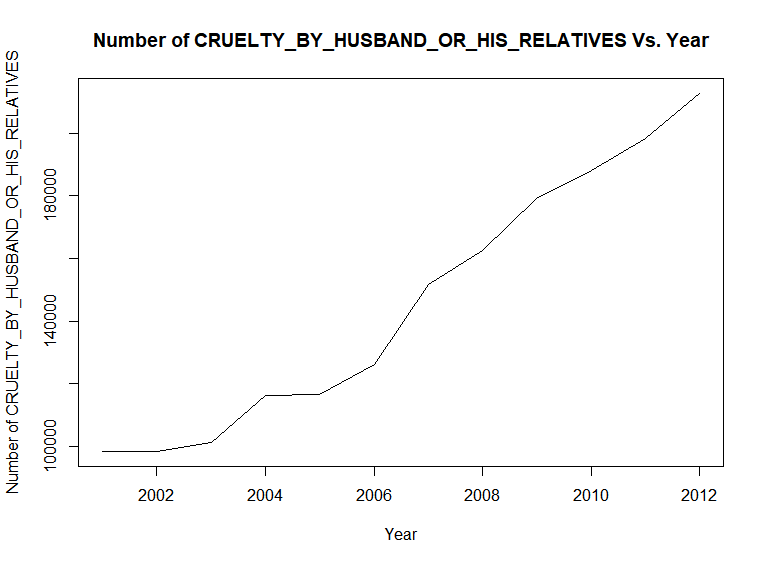 Number of CRUELTY_BY_HUSBAND_OR_HIS_RELATIVES Vs. Year
Number of CRUELTY_BY_HUSBAND_OR_HIS_RELATIVES
180000
140000
100000
2002 2004 2006 2008 2010 2012
Year